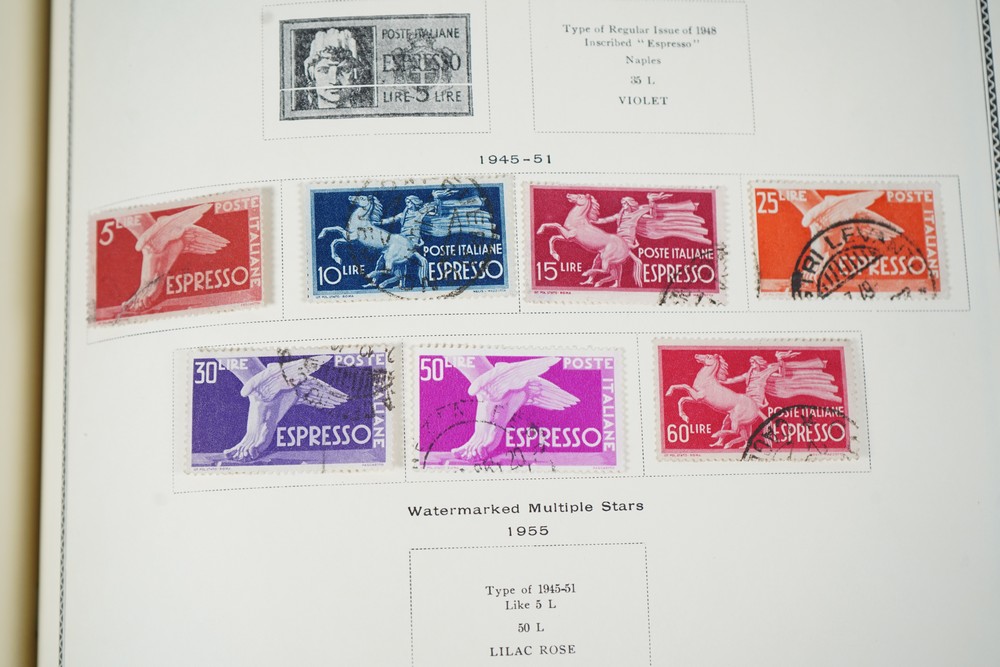 POSTE ITALIANE
ESPRESSO
LIRE 5 LIRE
Type of Regular Issue of 1948
Inscribed "Espresso"
Naples
35 L
VIOLET
1945-51
5 LIRE POSTE
ITALIANE
ESPRESSO
POSTE ITALIANE
10 LIRE ESPRESSO
POSTE ITALIANE
15 LIRE ESPRESSO
25 LIRE POSTE
ITALIANE
ESPRESSO
30 LIRE POSTE
ITALIANE
ESPRESSO
50 LIRE POSTE
ITALIANE
ESPRESSO
POSTE ITALIANE
60 LIRE ESPRESSO
Watermarked Multiple Stars
1955
Type of 1945-51
Like 5 L
50 L
LILAC ROSE